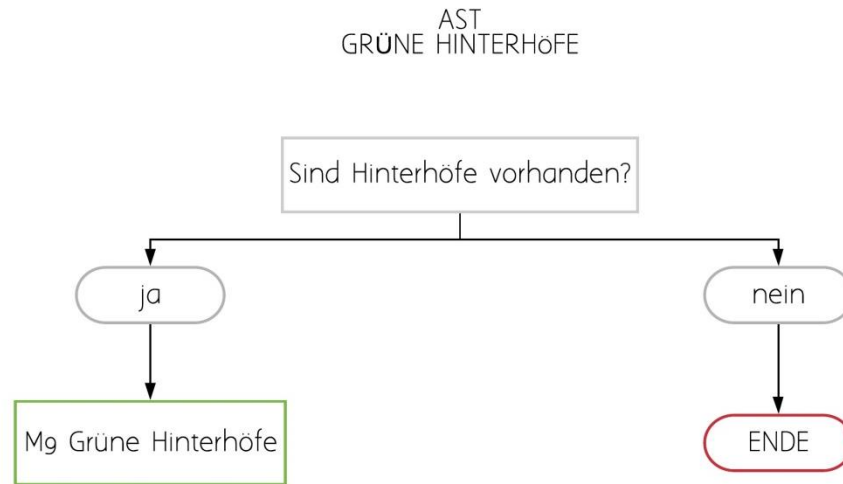 AST
GRÜNE HINTERHöFE
Sind Hinterhöfe vorhanden?
ja
nein
M9 Grüne Hinterhöfe
ENDE